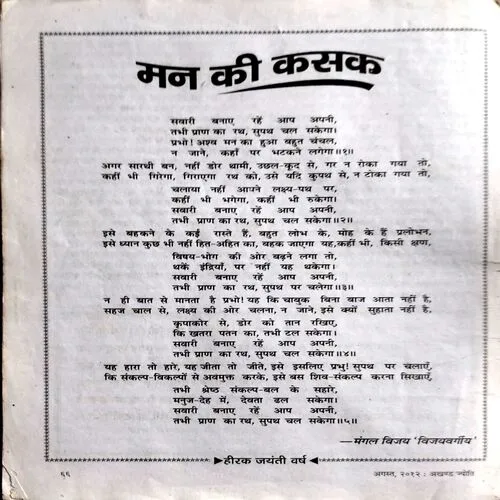 मन की कसक
सवारी बनाए रहें आप अपनी,
तभी प्राण का रथ, सुपथ चल सकेगा।
प्रभो! अश्व मन का हुआ बहुत चंचल,
न जाने, कहाँ पर भटकने लगेगा॥१॥
अगर सारथी बन, नहीं डोर थामी, उछल-कूद से, गर न रोका गया तो,
कहीं भी गिरेगा, गिराएगा रथ को, उसे यदि कुपथ से, न टोका गया तो,
चलाया नहीं आपने लक्ष्य-पथ पर,
कहीं भी भगेगा, कहीं भी रुकेगा।
सवारी बनाए रहें आप अपनी,
तभी प्राण का रथ, सुपथ चल सकेगा॥२॥
इसे बहकने के कई रास्ते हैं, बहुत लोभ के, मोह के हैं प्रलोभन,
इसे ध्यान कुछ भी नहीं हित-अहित का, बहक जाएगा यह, कहीं भी, किसी क्षण,
विषय-भोग की ओर बढ़ने लगा तो,
थकें इंद्रियाँ, पर नहीं यह थकेगा।
सवारी बनाए रहें आप अपनी,
तभी प्राण का रथ, सुपथ पर चलेगा॥३॥
न ही बात से मानता है प्रभो! यह कि चाबुक बिना बाज आता नहीं है,
सहज चाल से, लक्ष्य की ओर चलना, न जाने, इसे क्यों सुहाता नहीं है,
कृपाकोर से, डोर को तान रखिए,
कि खतरा पतन का, तभी टल सकेगा।
सवारी बनाए रहें आप अपनी,
तभी प्राण का रथ, सुपथ चल सकेगा॥४॥
यह हारा तो हारे, यह जीता तो जीते, इसे इसलिए प्रभु! सुपथ पर चलाएँ,
कि संकल्प-विकल्पों से अवमुक्त करके, इसे बस शिव-संकल्प करना सिखाएँ,
तभी श्रेष्ठ संकल्प-बल के सहारे,
मनुज-देह में, देवता ढल सकेगा।
सवारी बनाए रहें आप अपनी,
तभी प्राण का रथ, सुपथ चल सकेगा॥५॥
—मंगल विजय 'विजयवर्गीय'
हीरक जयंती वर्ष
६६
अगस्त, २०१२ : अखण्ड ज्योति